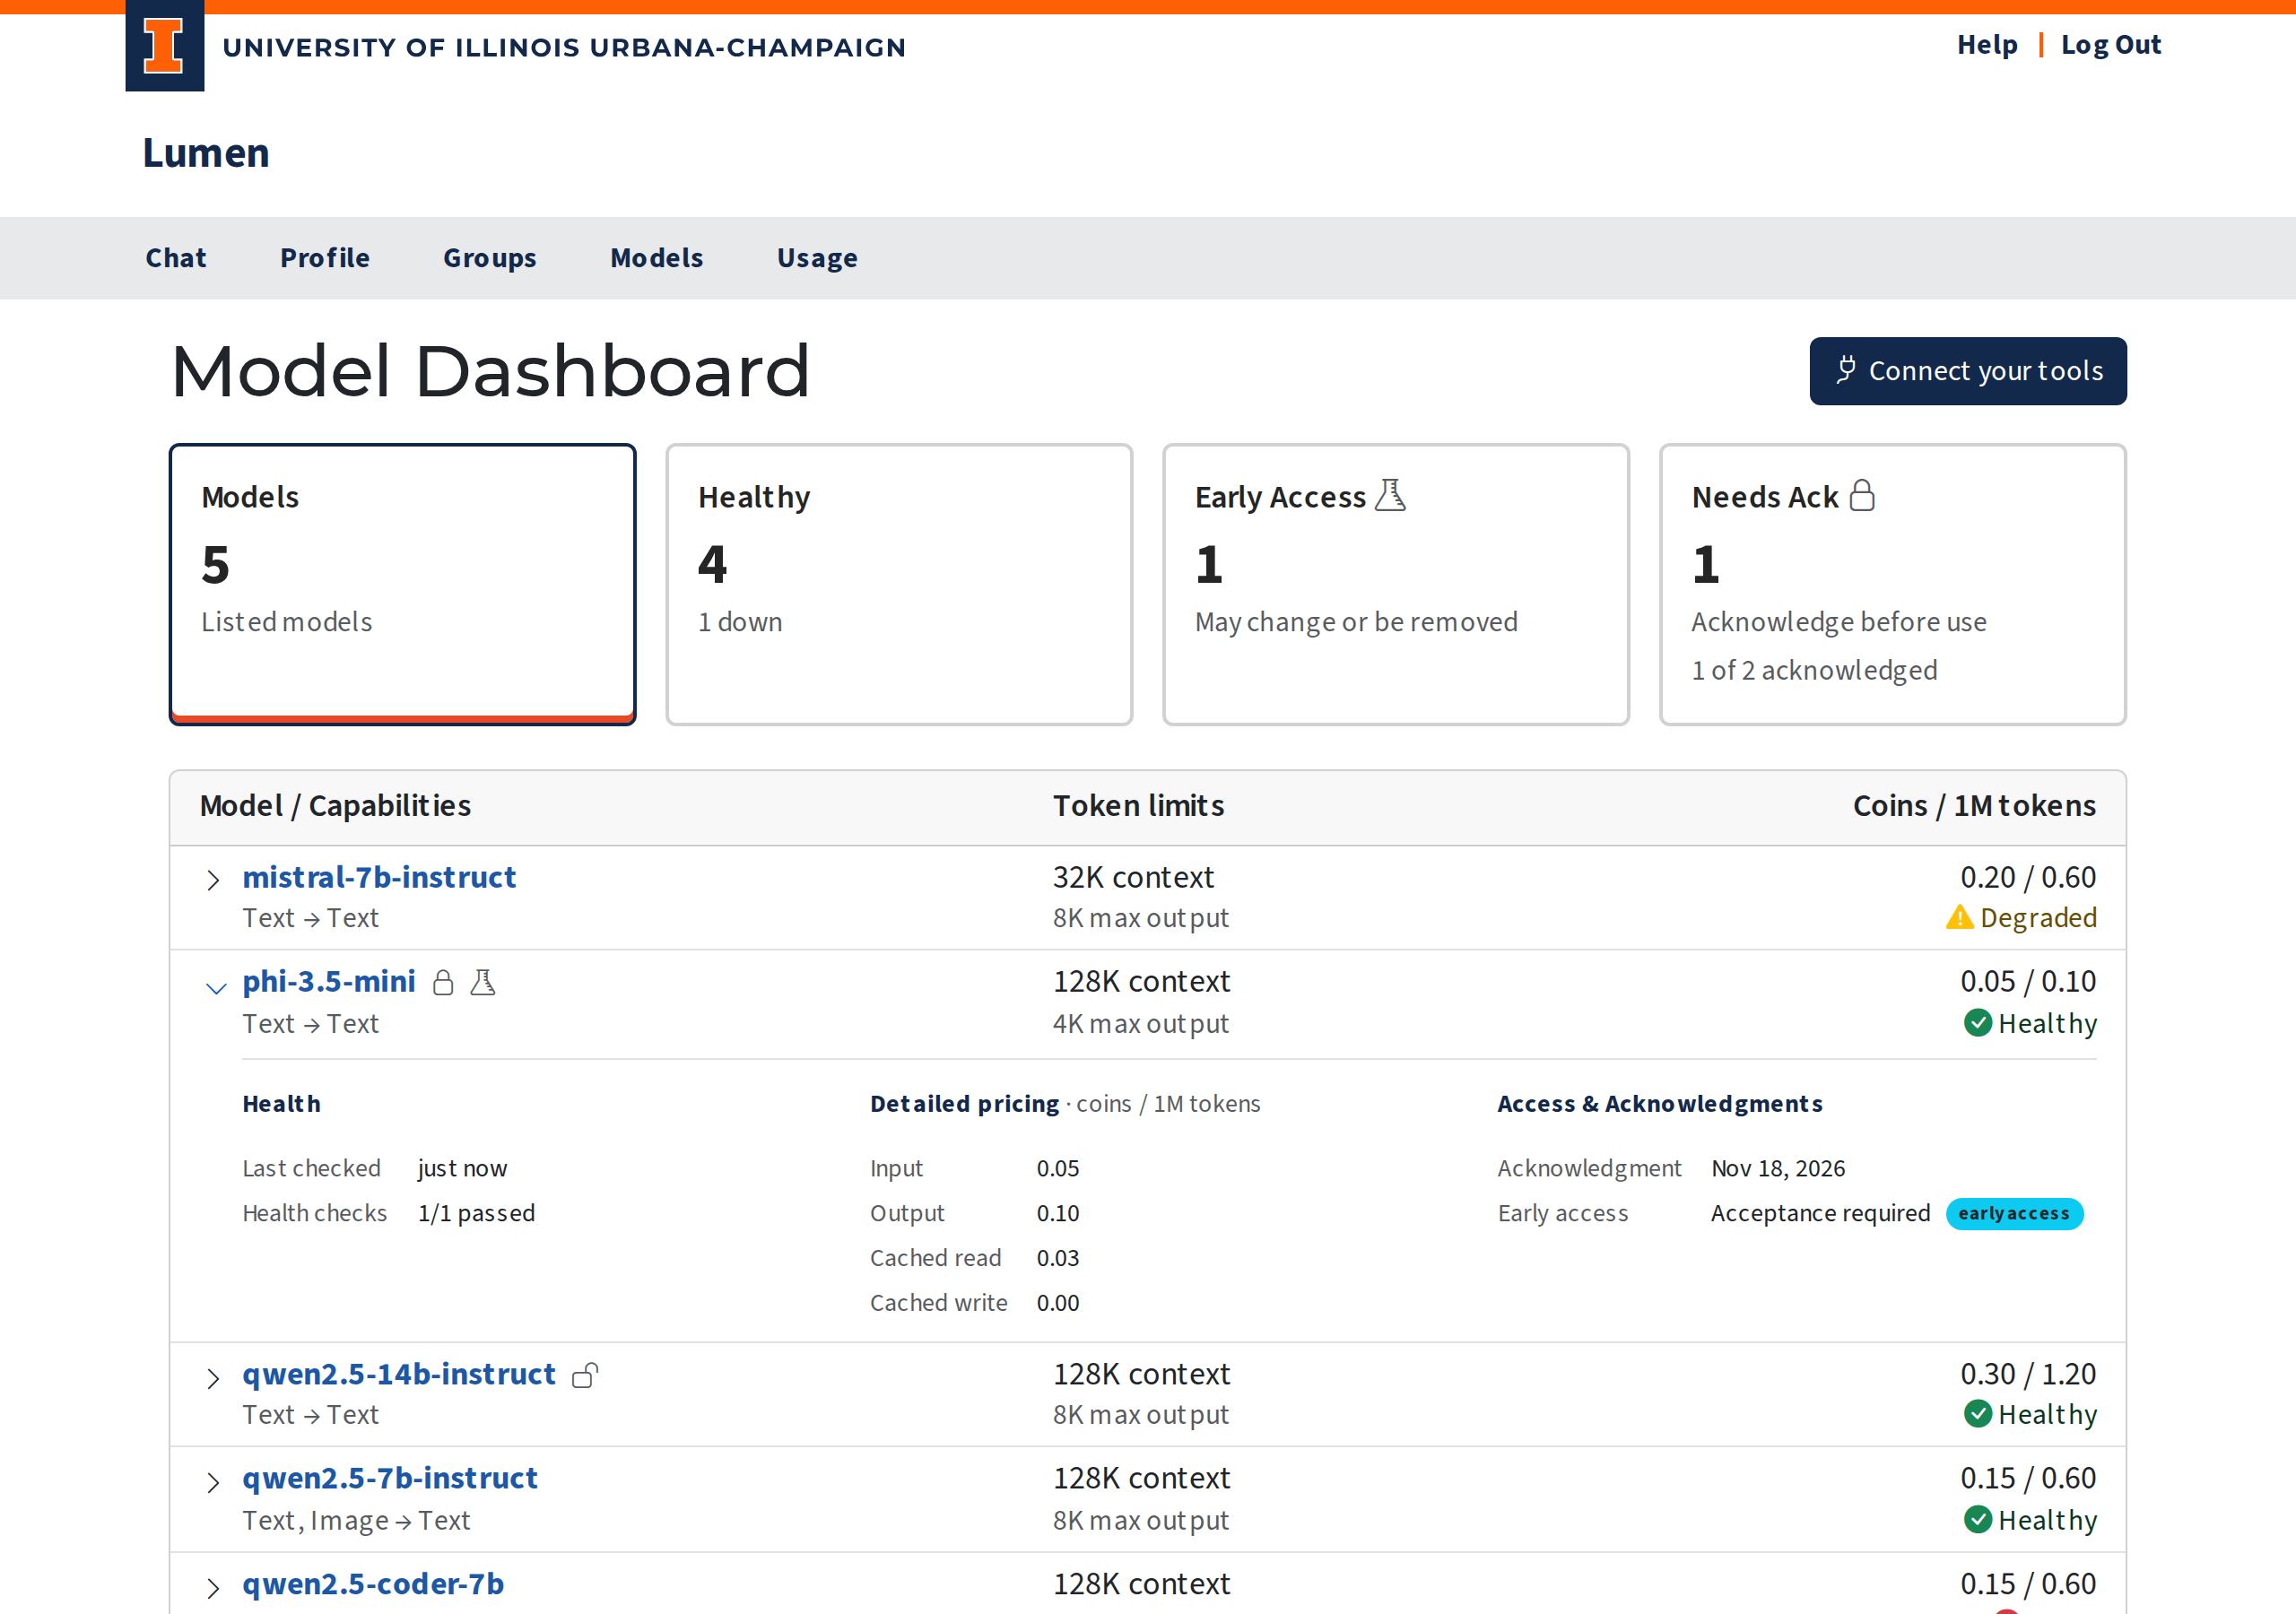 UNIVERSITY OF ILLINOIS URBANA-CHAMPAIGN
Help | Log Out
Lumen
Chat Profile Groups Models Usage
Model Dashboard
Connect your tools
Models
5
Listed models
Healthy
4
1 down
Early Access
1
May change or be removed
Needs Ack
1
Acknowledge before use
1 of 2 acknowledged
Model / Capabilities Token limits Coins / 1M tokens
mistral-7b-instruct 32K context 0.20 / 0.60
Text → Text 8K max output Degraded
phi-3.5-mini 128K context 0.05 / 0.10
Text → Text 4K max output Healthy
Health
Last checked just now
Health checks 1/1 passed
Detailed pricing · coins / 1M tokens
Input 0.05
Output 0.10
Cached read 0.03
Cached write 0.00
Access & Acknowledgments
Acknowledgment Nov 18, 2026
Early access Acceptance required early access
qwen2.5-14b-instruct 128K context 0.30 / 1.20
Text → Text 8K max output Healthy
qwen2.5-7b-instruct 128K context 0.15 / 0.60
Text, Image → Text 8K max output Healthy
qwen2.5-coder-7b 128K context 0.15 / 0.60